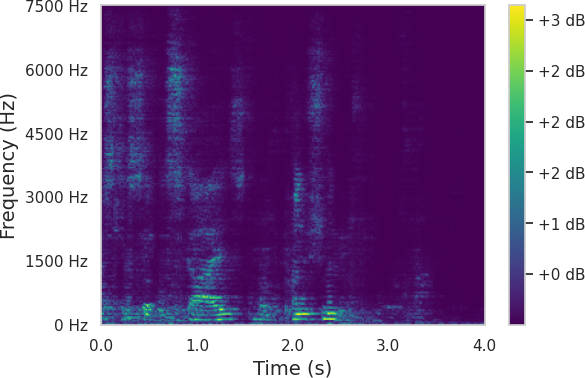 7500 Hz
6000 Hz
4500 Hz
3000 Hz
1500 Hz
0 Hz
Frequency (Hz)
0.0 1.0 2.0 3.0 4.0
Time (s)
+3 dB
+2 dB
+2 dB
+2 dB
+1 dB
+0 dB